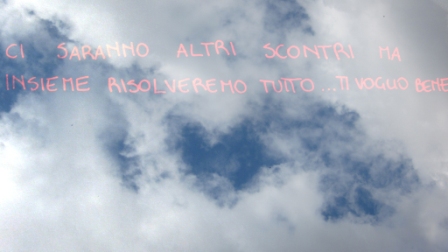 CI SARANNO ALTRI SCONTRI MA
INSIEME RISOLVEREMO TUTTO...TI VOGLIO BENE